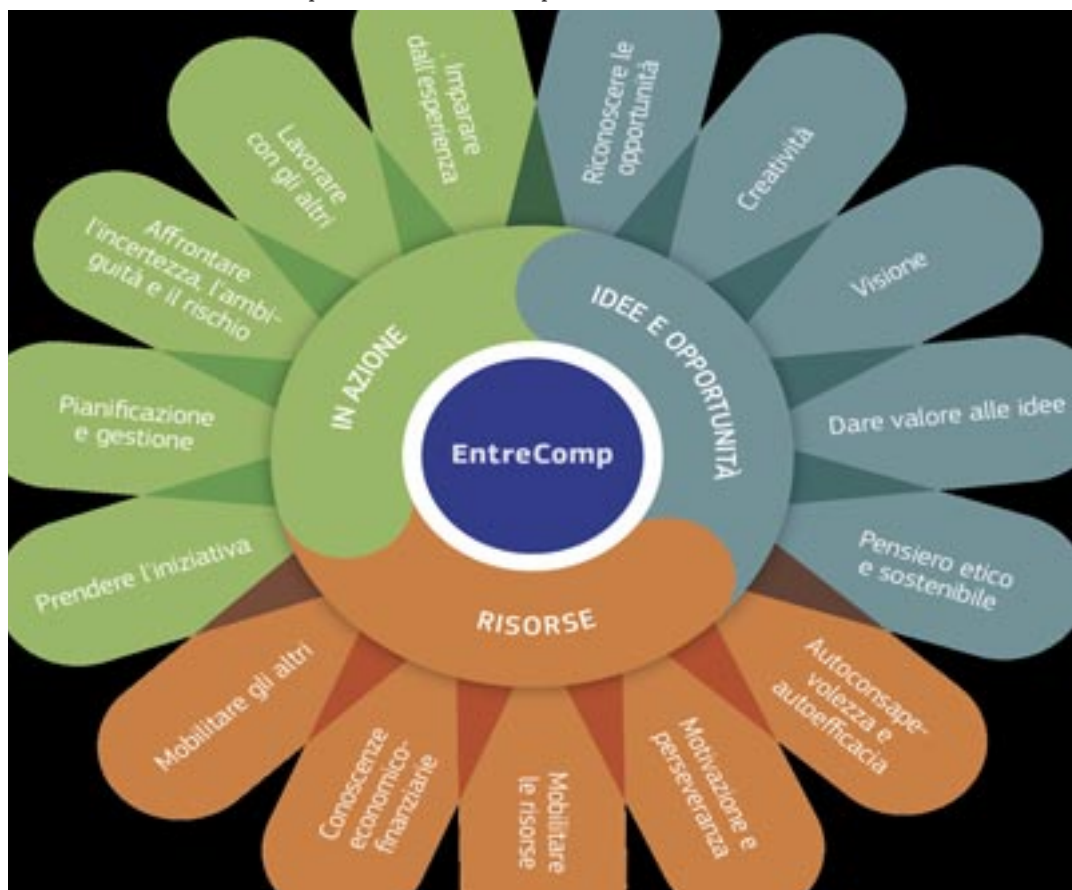 EntreComp
IDEE E OPPORTUNITÀ
Riconoscere le
opportunità
Creatività
Visione
Dare valore alle idee
Pensiero etico
e sostenibile
RISORSE
Autoconsape-
volezza e
autoefficacia
Motivazione e
perseveranza
Mobilitare
le risorse
Conoscenze
economico-
finanziarie
Mobilitare gli altri
IN AZIONE
Prendere l'iniziativa
Pianificazione
e gestione
Affrontare
l'incertezza, l'ambi-
guità e il rischio
Lavorare
con gli altri
. Imparare
dall'esperienza